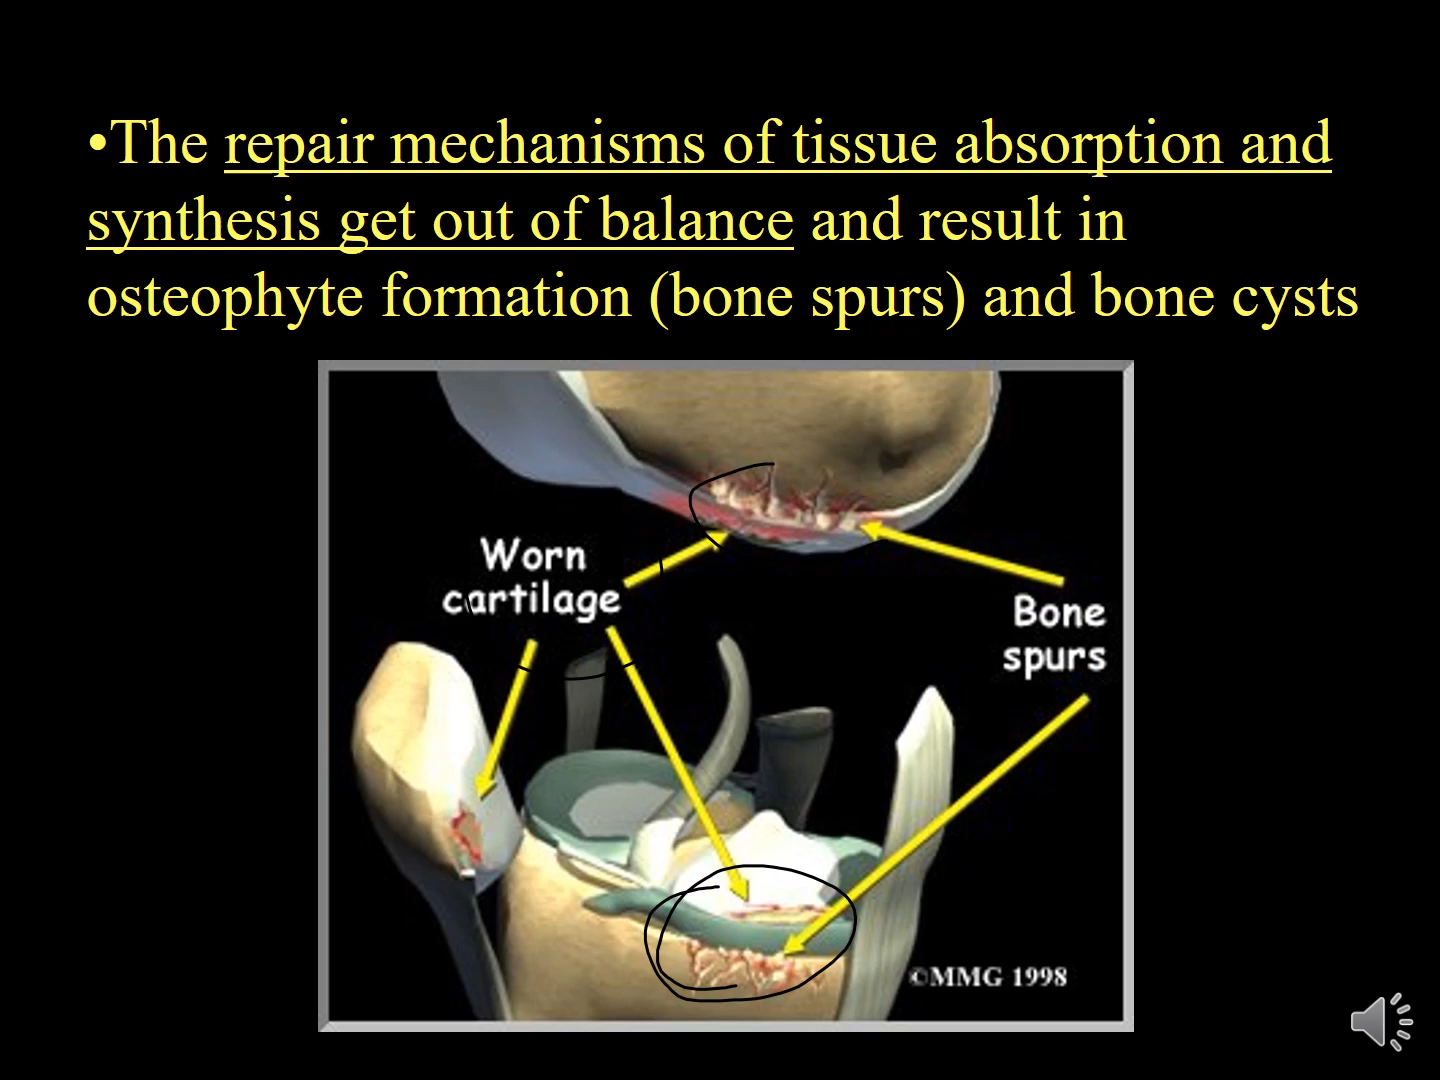 •The repair mechanisms of tissue absorption and
synthesis get out of balance and result in
osteophyte formation (bone spurs) and bone cysts
Worn
cartilage
Bone
spurs
©MMG 1998